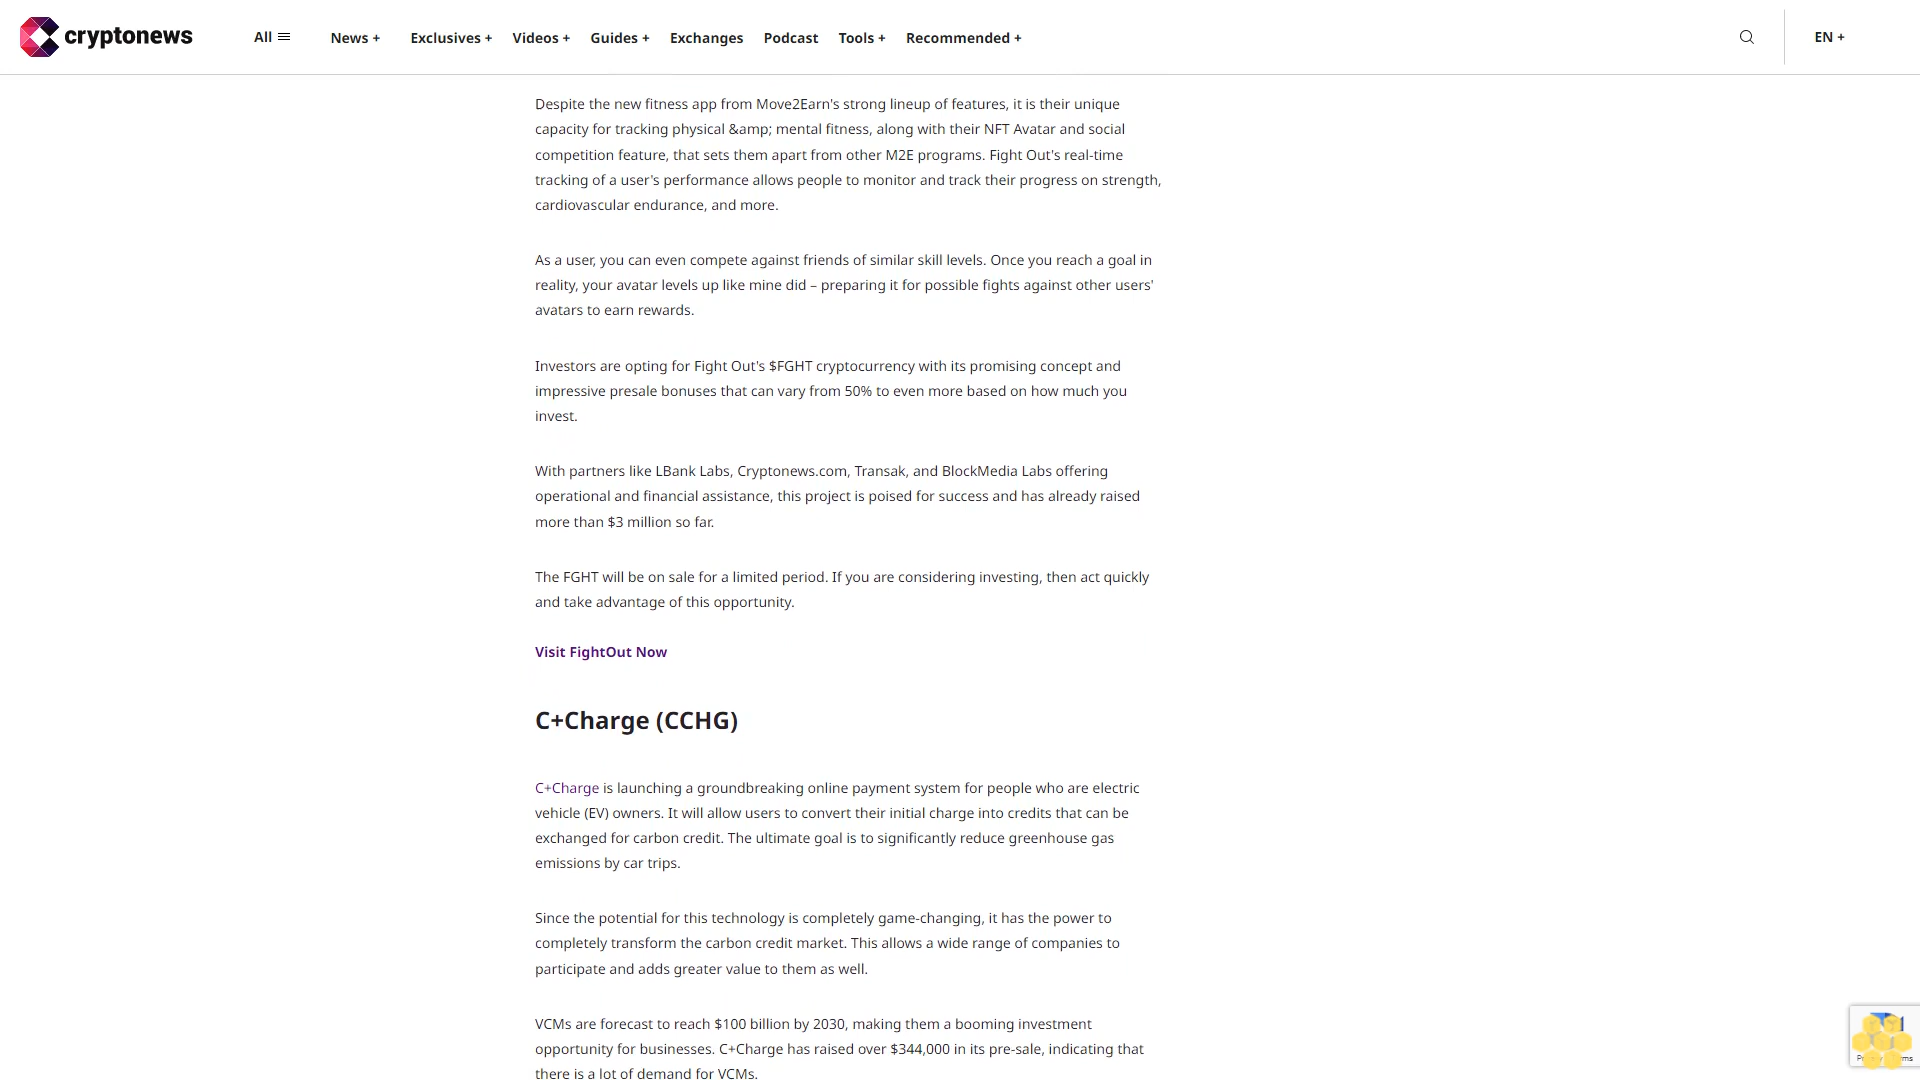 cryptonews
All
News +
Exclusives +
Videos +
Guides +
Exchanges
Podcast
Tools +
Recommended +
EN +
Despite the new fitness app from Move2Earn's strong lineup of features, it is their unique
capacity for tracking physical &amp; mental fitness, along with their NFT Avatar and social
competition feature, that sets them apart from other M2E programs. Fight Out's real-time
tracking of a user's performance allows people to monitor and track their progress on strength,
cardiovascular endurance, and more.
As a user, you can even compete against friends of similar skill levels. Once you reach a goal in
reality, your avatar levels up like mine did – preparing it for possible fights against other users'
avatars to earn rewards.
Investors are opting for Fight Out's $FGHT cryptocurrency with its promising concept and
impressive presale bonuses that can vary from 50% to even more based on how much you
invest.
With partners like LBank Labs, Cryptonews.com, Transak, and BlockMedia Labs offering
operational and financial assistance, this project is poised for success and has already raised
more than $3 million so far.
The FGHT will be on sale for a limited period. If you are considering investing, then act quickly
and take advantage of this opportunity.
Visit FightOut Now
C+Charge (CCHG)
C+Charge is launching a groundbreaking online payment system for people who are electric
vehicle (EV) owners. It will allow users to convert their initial charge into credits that can be
exchanged for carbon credit. The ultimate goal is to significantly reduce greenhouse gas
emissions by car trips.
Since the potential for this technology is completely game-changing, it has the power to
completely transform the carbon credit market. This allows a wide range of companies to
participate and adds greater value to them as well.
VCMs are forecast to reach $100 billion by 2030, making them a booming investment
opportunity for businesses. C+Charge has raised over $344,000 in its pre-sale, indicating that
there is a lot of demand for VCMs.